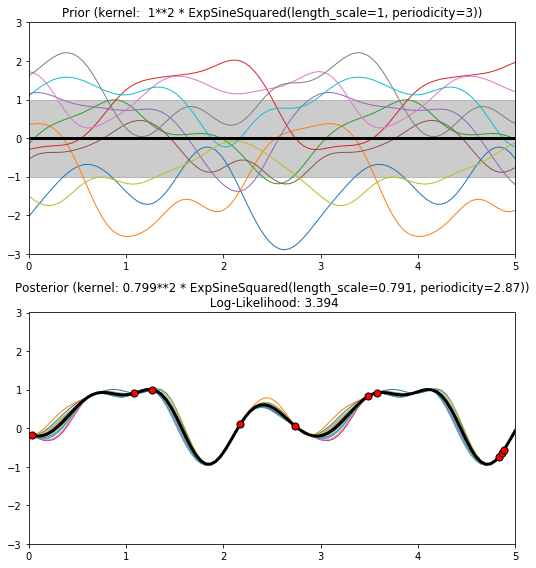 Prior (kernel:  1**2 * ExpSineSquared(length_scale=1, periodicity=3))
3
2
1
0
−1
−2
−3
0 1 2 3 4 5
Posterior (kernel: 0.799**2 * ExpSineSquared(length_scale=0.791, periodicity=2.87))
Log-Likelihood: 3.394
3
2
1
0
−1
−2
−3
0 1 2 3 4 5